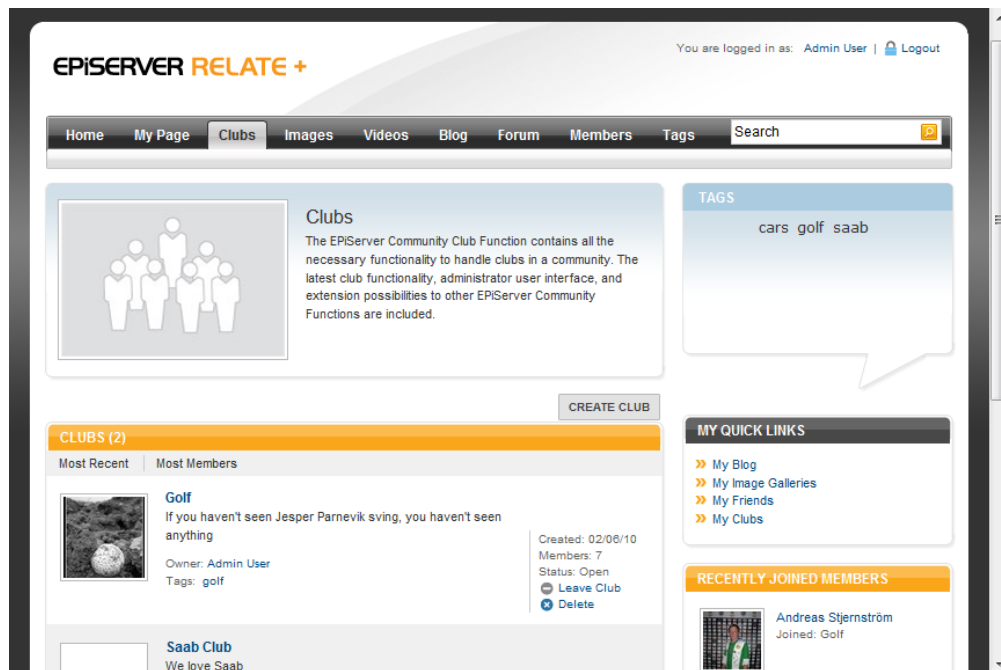 You are logged in as: Admin User | Logout
EPiSERVER RELATE +
Home My Page Clubs Images Videos Blog Forum Members Tags Search
Clubs
The EPiServer Community Club Function contains all the
necessary functionality to handle clubs in a community. The
latest club functionality, administrator user interface, and
extension possibilities to other EPiServer Community
Functions are included.
TAGS
cars golf saab
CREATE CLUB
CLUBS (2)
Most Recent Most Members
Golf
If you haven't seen Jesper Parnevik sving, you haven't seen
anything
Owner: Admin User
Tags: golf
Created: 02/06/10
Members: 7
Status: Open
Leave Club
Delete
Saab Club
We love Saab
MY QUICK LINKS
My Blog
My Image Galleries
My Friends
My Clubs
RECENTLY JOINED MEMBERS
Andreas Stjernström
Joined: Golf